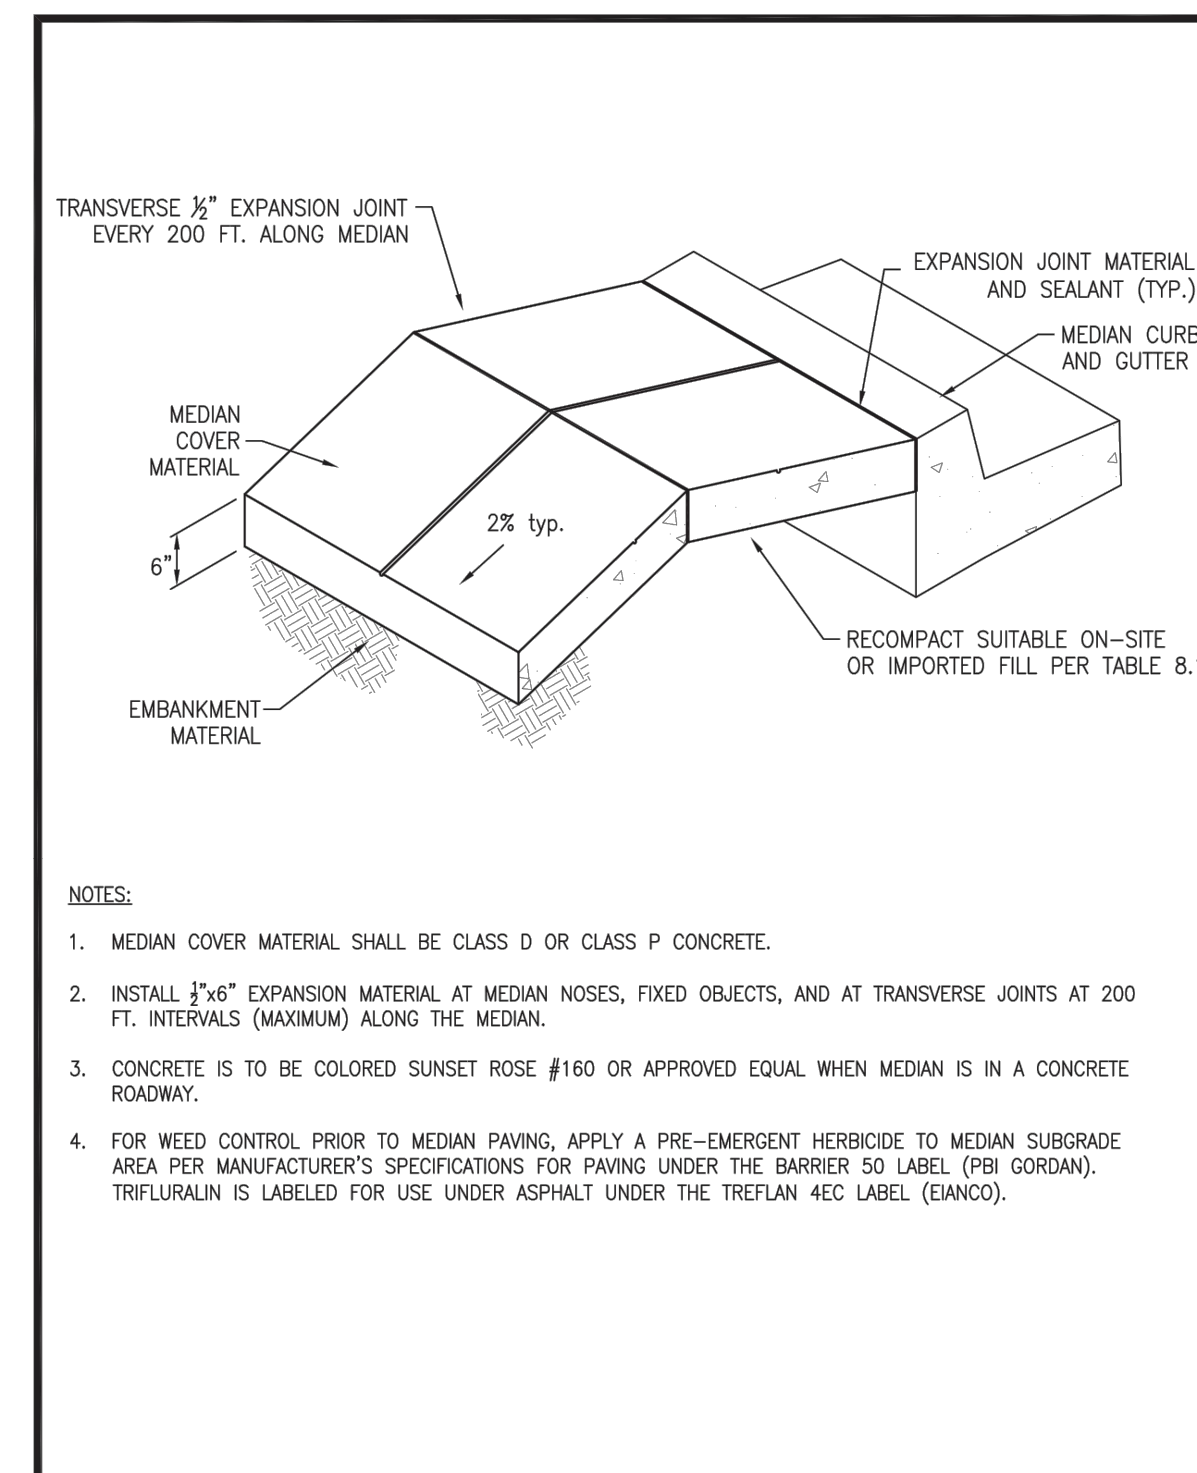 TRANSVERSE ½" EXPANSION JOINT
EVERY 200 FT. ALONG MEDIAN
EXPANSION JOINT MATERIAL
AND SEALANT (TYP.)
MEDIAN CURB
AND GUTTER
MEDIAN
COVER
MATERIAL
2% typ.
6"
RECOMPACT SUITABLE ON-SITE
OR IMPORTED FILL PER TABLE 8.
EMBANKMENT
MATERIAL
NOTES:
1. MEDIAN COVER MATERIAL SHALL BE CLASS D OR CLASS P CONCRETE.
2. INSTALL ½"x6" EXPANSION MATERIAL AT MEDIAN NOSES, FIXED OBJECTS, AND AT TRANSVERSE JOINTS AT 200
FT. INTERVALS (MAXIMUM) ALONG THE MEDIAN.
3. CONCRETE IS TO BE COLORED SUNSET ROSE #160 OR APPROVED EQUAL WHEN MEDIAN IS IN A CONCRETE
ROADWAY.
4. FOR WEED CONTROL PRIOR TO MEDIAN PAVING, APPLY A PRE-EMERGENT HERBICIDE TO MEDIAN SUBGRADE
AREA PER MANUFACTURER'S SPECIFICATIONS FOR PAVING UNDER THE BARRIER 50 LABEL (PBI GORDAN).
TRIFLURALIN IS LABELED FOR USE UNDER ASPHALT UNDER THE TREFLAN 4EC LABEL (EIANCO).